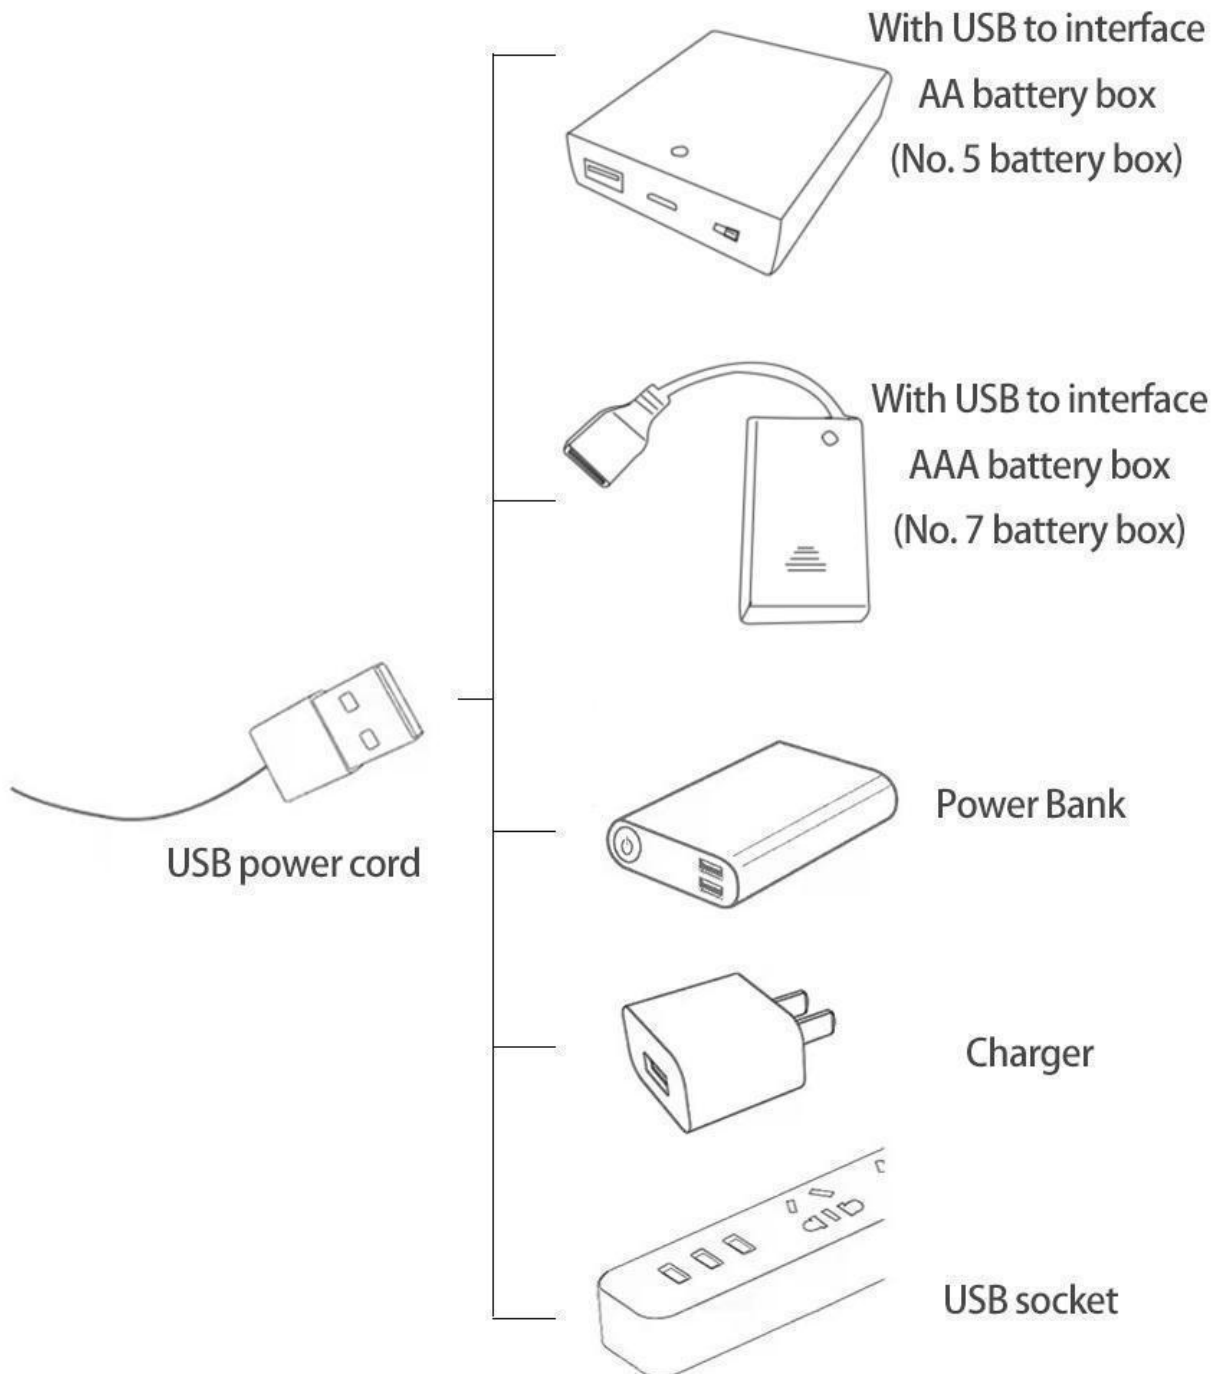 With USB to interface
AA battery box
(No. 5 battery box)
With USB to interface
AAA battery box
(No. 7 battery box)
USB power cord
Power Bank
Charger
USB socket